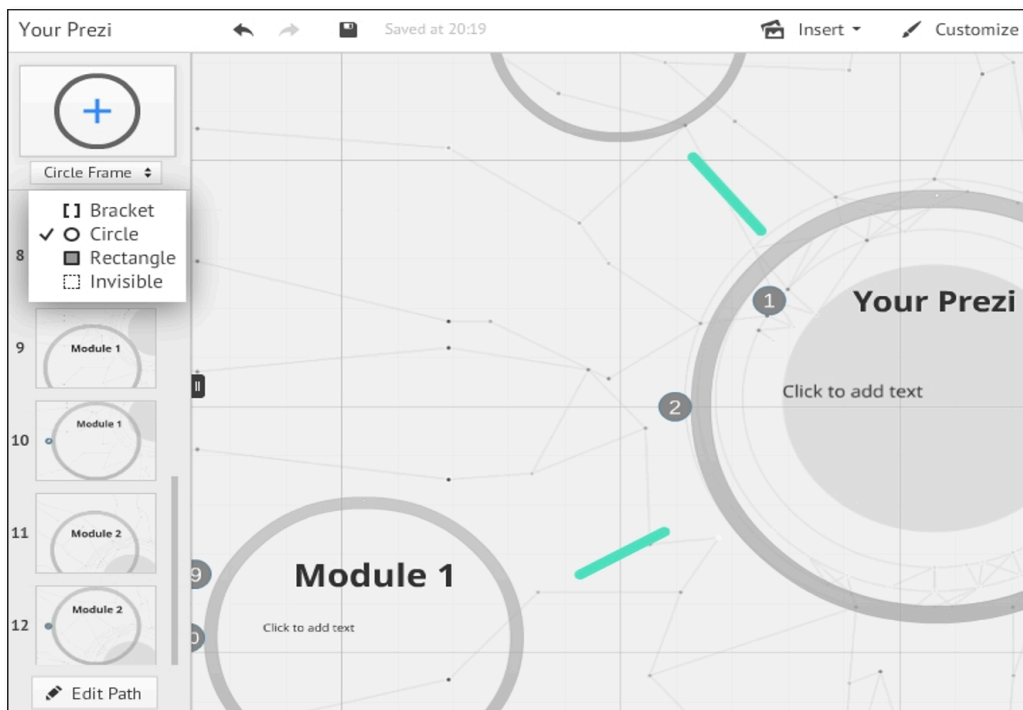 Your Prezi
Saved at 20:19
Insert
Customize
Circle Frame
Bracket
Circle
Rectangle
Invisible
8
9
Module 1
10
Module 1
11
Module 2
12
Module 2
Edit Path
1
Your Prezi
2
Click to add text
9
Module 1
0
Click to add text